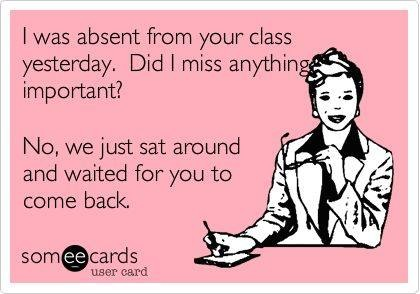 I was absent from your class
yesterday.  Did I miss anything
important?
No, we just sat around
and waited for you to
come back.
someecards
user card